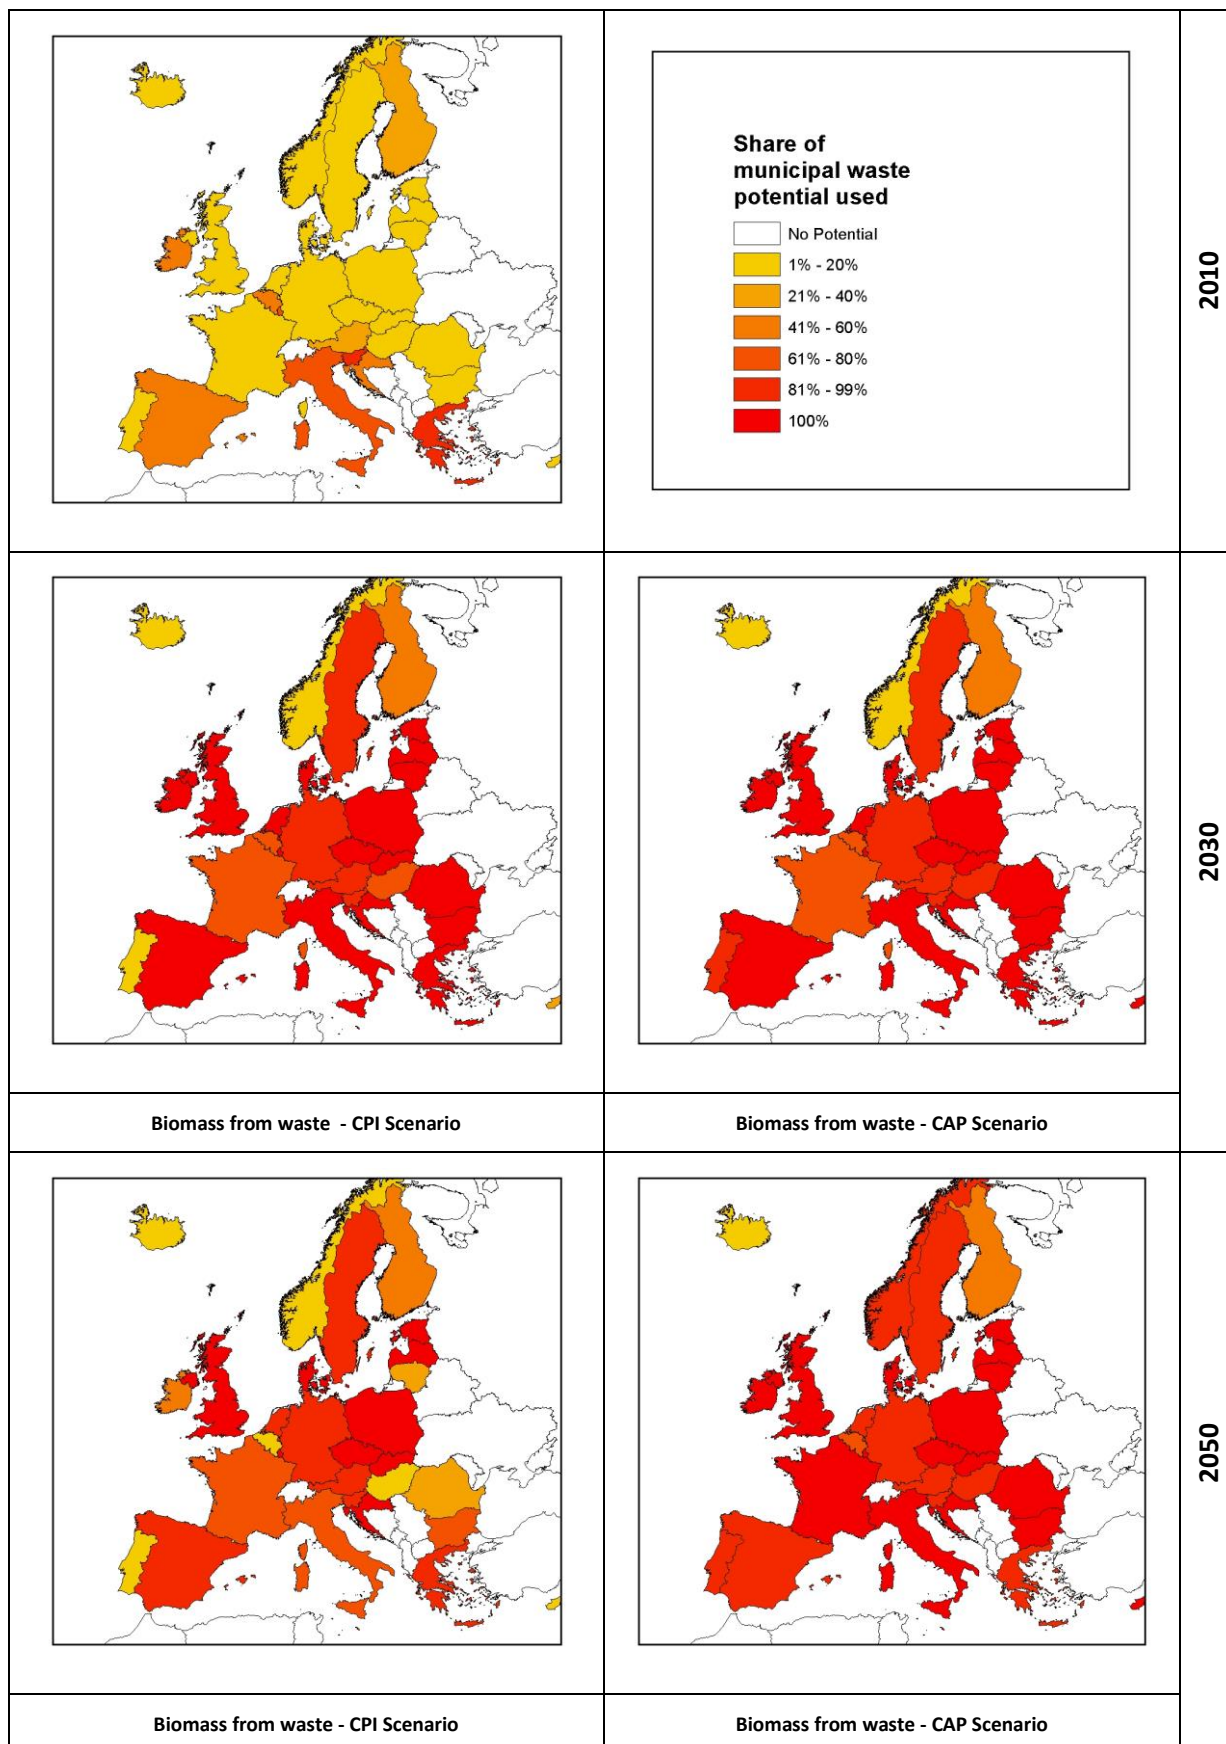 Share of
municipal waste
potential used
No Potential
1% - 20%
21% - 40%
41% - 60%
61% - 80%
81% - 99%
100%
2010
2030
Biomass from waste - CPI Scenario
Biomass from waste - CAP Scenario
2050
Biomass from waste - CPI Scenario
Biomass from waste - CAP Scenario